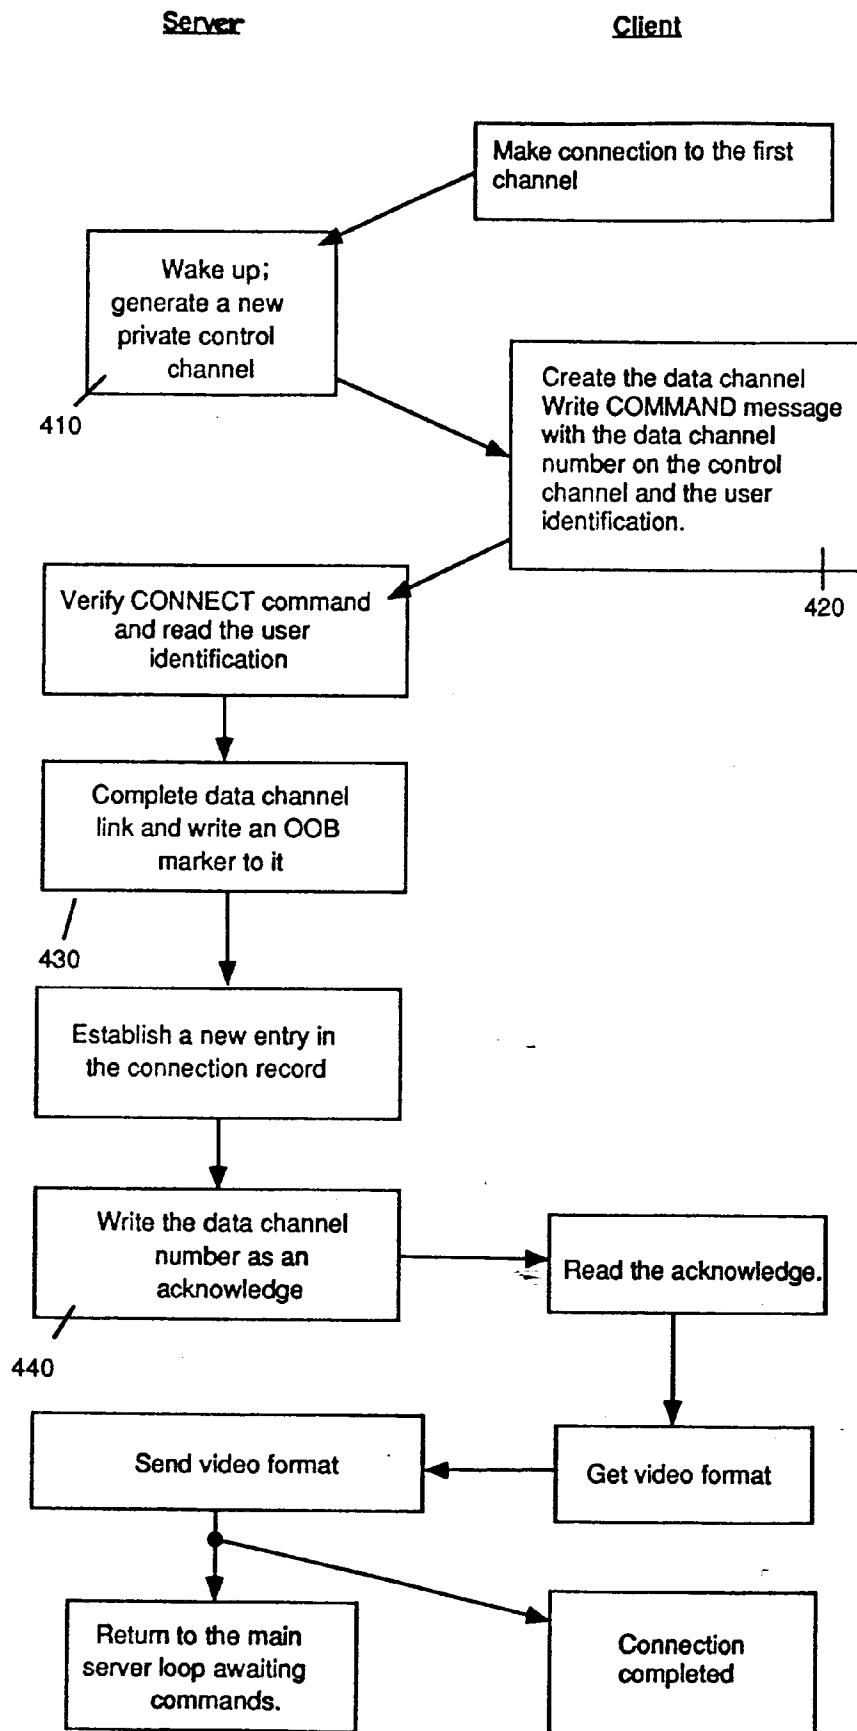 Server
Client
Make connection to the first
channel
Wake up;
generate a new
private control
channel
410
Create the data channel
Write COMMAND message
with the data channel
number on the control
channel and the user
identification.
420
Verify CONNECT command
and read the user
identification
Complete data channel
link and write an OOB
marker to it
430
Establish a new entry in
the connection record
Write the data channel
number as an
acknowledge
440
Read the acknowledge.
Send video format
Get video format
Return to the main
server loop awaiting
commands.
Connection
completed